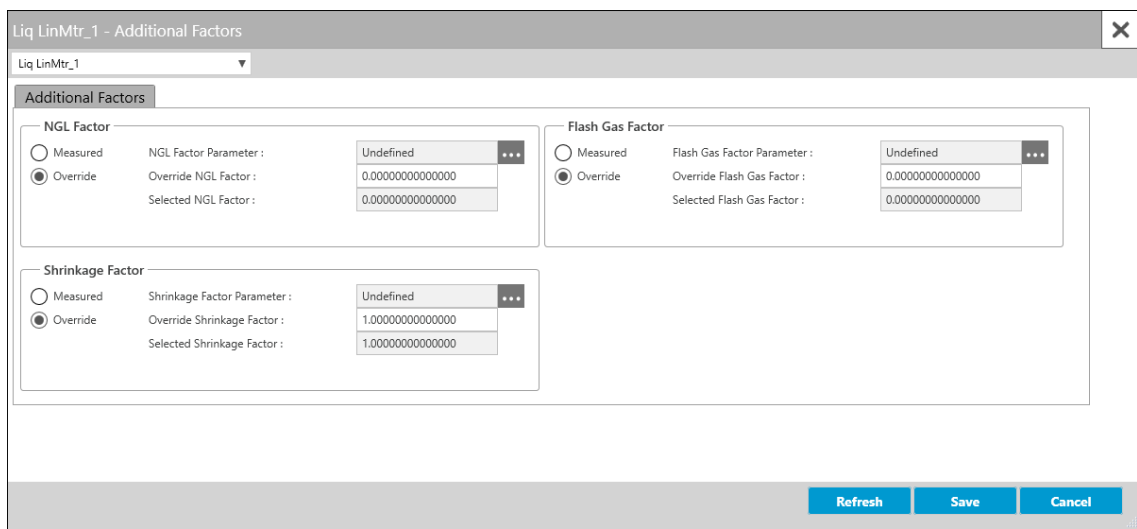 Liq LinMtr_1 - Additional Factors
Liq LinMtr_1
Additional Factors
NGL Factor
Measured NGL Factor Parameter : Undefined ...
Override Override NGL Factor : 0.00000000000000
Selected NGL Factor : 0.00000000000000
Flash Gas Factor
Measured Flash Gas Factor Parameter : Undefined ...
Override Override Flash Gas Factor : 0.00000000000000
Selected Flash Gas Factor : 0.00000000000000
Shrinkage Factor
Measured Shrinkage Factor Parameter : Undefined ...
Override Override Shrinkage Factor : 1.00000000000000
Selected Shrinkage Factor : 1.00000000000000
Refresh Save Cancel